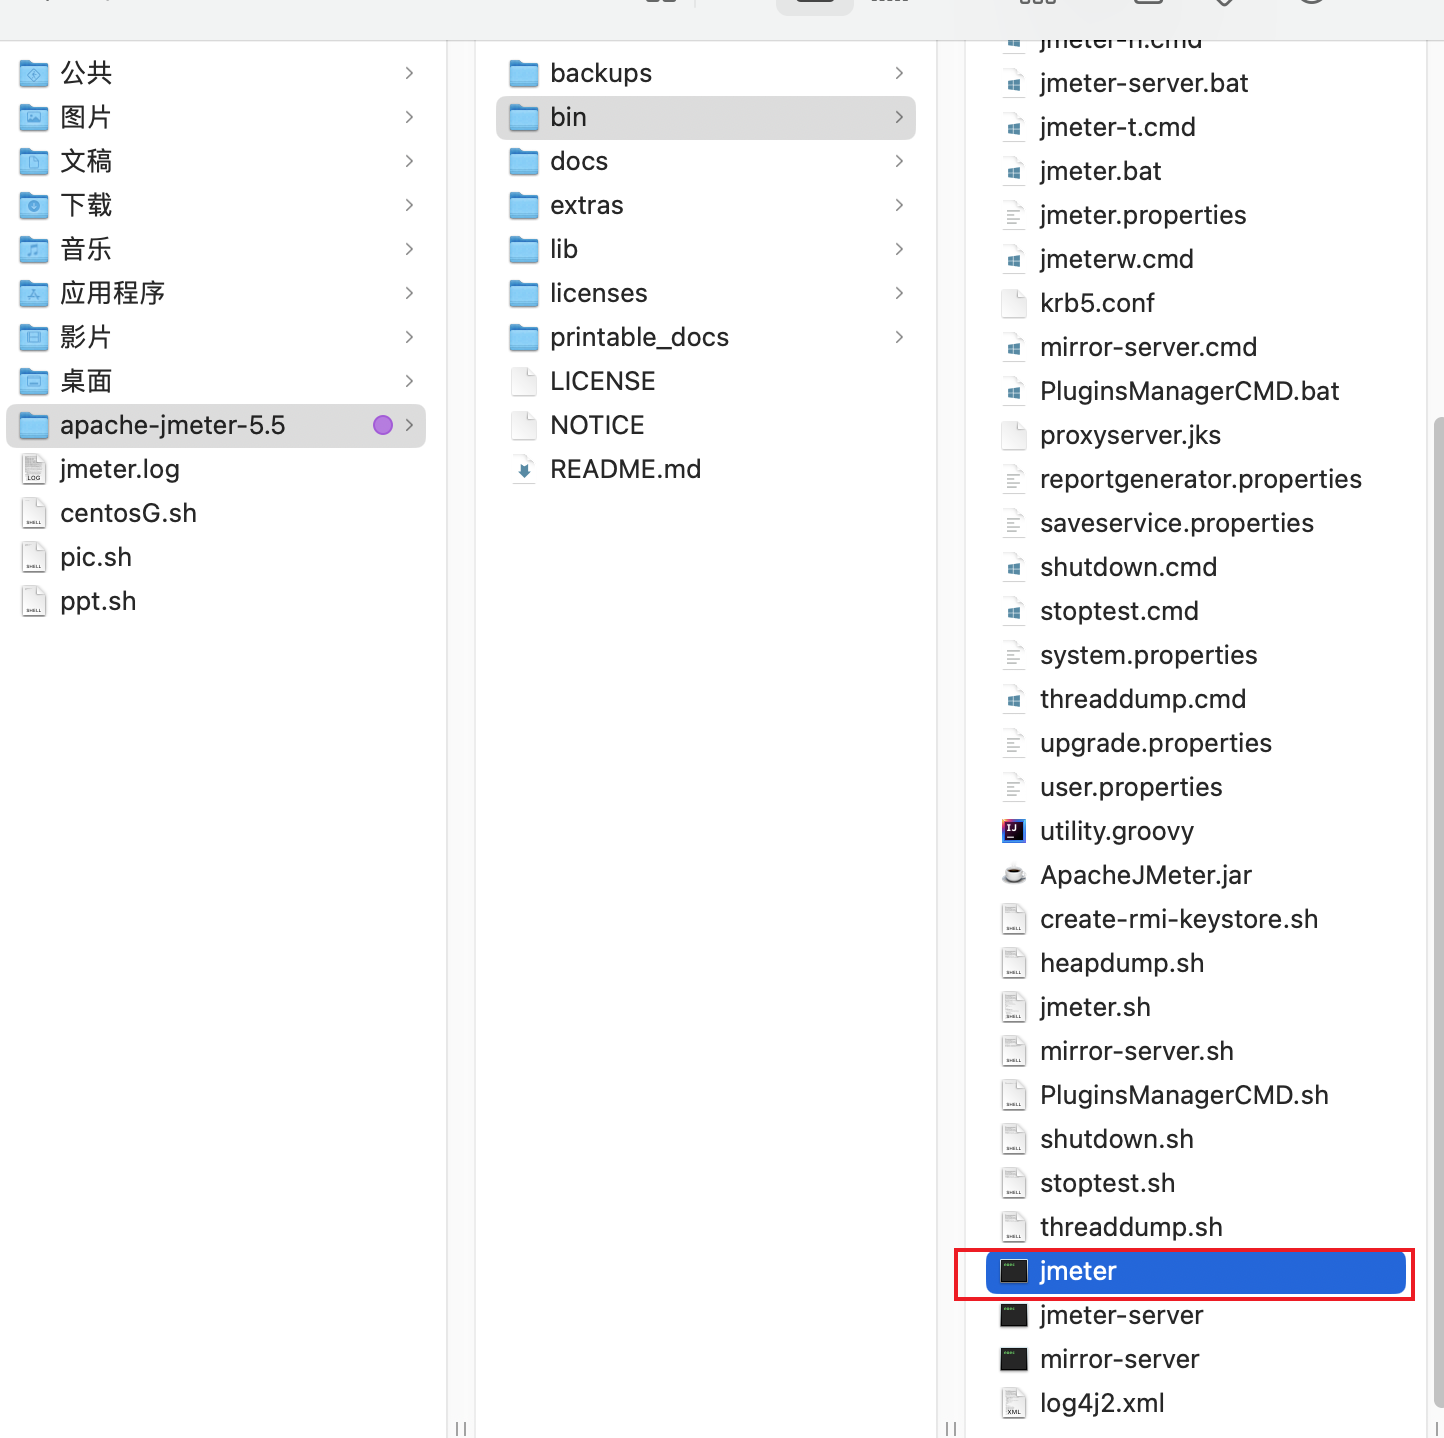 公共
图片
文稿
下载
音乐
应用程序
影片
桌面
apache-jmeter-5.5
jmeter.log
centosG.sh
pic.sh
ppt.sh
backups
bin
docs
extras
lib
licenses
printable_docs
LICENSE
NOTICE
README.md
jmeter-n.cmd
jmeter-server.bat
jmeter-t.cmd
jmeter.bat
jmeter.properties
jmeterw.cmd
krb5.conf
mirror-server.cmd
PluginsManagerCMD.bat
proxyserver.jks
reportgenerator.properties
saveservice.properties
shutdown.cmd
stoptest.cmd
system.properties
threaddump.cmd
upgrade.properties
user.properties
utility.groovy
ApacheJMeter.jar
create-rmi-keystore.sh
heapdump.sh
jmeter.sh
mirror-server.sh
PluginsManagerCMD.sh
shutdown.sh
stoptest.sh
threaddump.sh
jmeter
jmeter-server
mirror-server
log4j2.xml